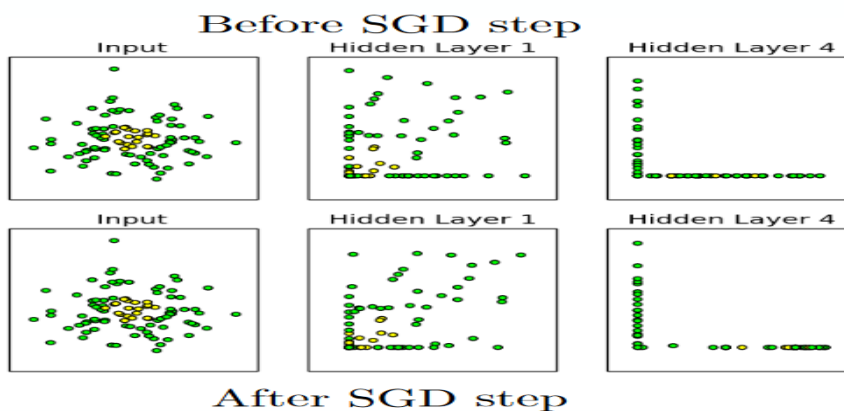 Before SGD step
Input
Hidden Layer 1
Hidden Layer 4
Input
Hidden Layer 1
Hidden Layer 4
After SGD step